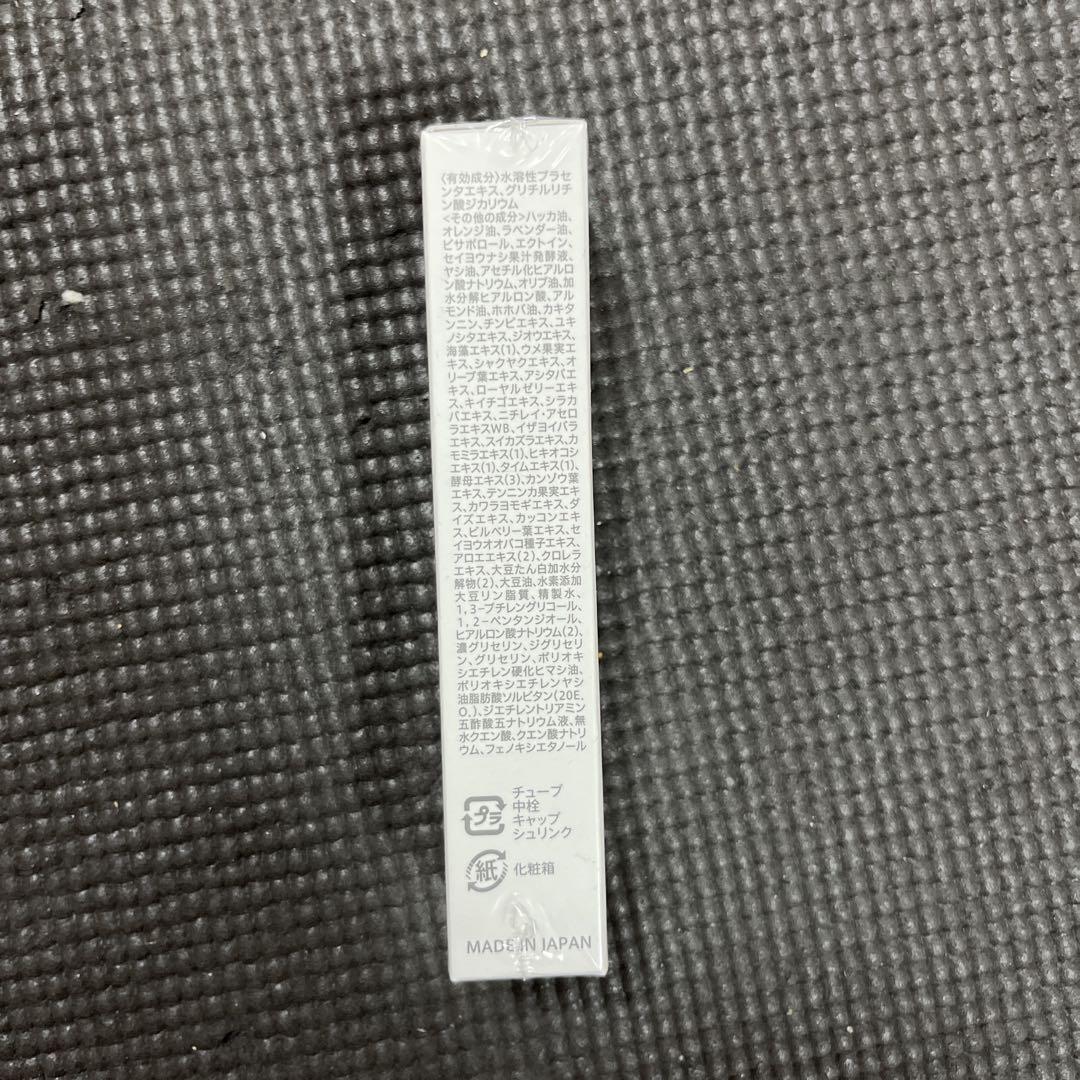 〈有効成分〉水溶性プラセ
ンタエキス、グリチルリチ
ン酸ジカリウム
<その他の成分>ハッカ油、
オレンジ油、ラベンダー油、
ビサボロール、エクトイン、
セイヨウナシ果汁発酵液、
ヤシ油、アセチル化ヒアルロ
ン酸ナトリウム、オリブ油、加
水分解ヒアルロン酸、アル
モンド油、ホホバ油、カキタ
ンニン、チンピエキス、ユキ
ノシタエキス、ジオウエキス、
海藻エキス(1)、ウメ果実エ
キス、シャクヤクエキス、オ
リーブ葉エキス、アシタバエ
キス、ローヤルゼリーエキ
ス、キイチゴエキス、シラカ
バエキス、ニチレイ・アセロ
ラエキスWB、イザヨイバラ
エキス、スイカズラエキス、カ
モミラエキス(1)、ヒキオコシ
エキス(1)、タイムエキス(1)、
酵母エキス(3)、カンゾウ葉
エキス、テンニンカ果実エキ
ス、カワラヨモギエキス、ダ
イズエキス、カッコンエキ
ス、ビルベリー葉エキス、セ
イヨウオオバコ種子エキス、
アロエエキス(2)、クロレラ
エキス、大豆たん白加水分
解物(2)、大豆油、水素添加
大豆リン脂質、精製水、
1,3-ブチレングリコール、
1,2-ペンタンジオール、
ヒアルロン酸ナトリウム(2)、
濃グリセリン、ジグリセリ
ン、グリセリン、ポリオキ
シエチレン硬化ヒマシ油、
ポリオキシエチレンヤシ
油脂肪酸ソルビタン(20E.
O.)、ジエチレントリアミン
五酢酸五ナトリウム液、無
水クエン酸、クエン酸ナトリ
ウム、フェノキシエタノール
プラ
チューブ
中栓
キャップ
シュリンク
紙
化粧箱
MADE IN JAPAN